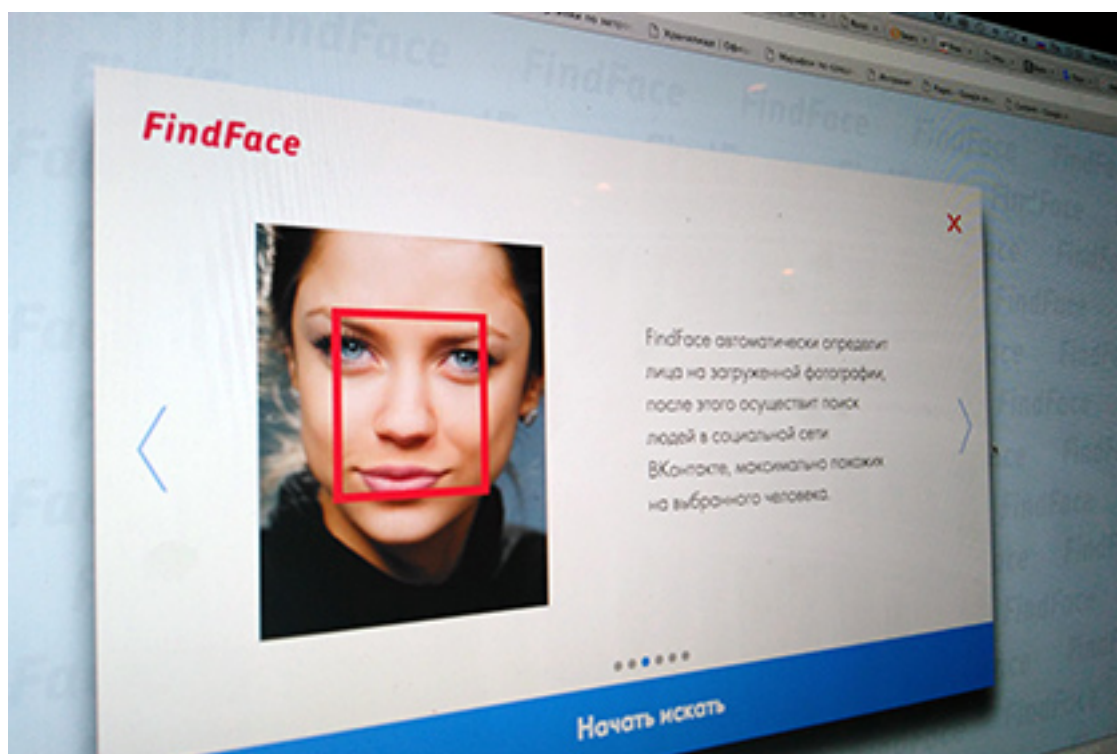 FindFace
FindFace автоматически определит
лица на загруженной фотографии,
после этого осуществит поиск
людей в социальной сети
ВКонтакте, максимально похожих
на выбранного человека.
Начать искать